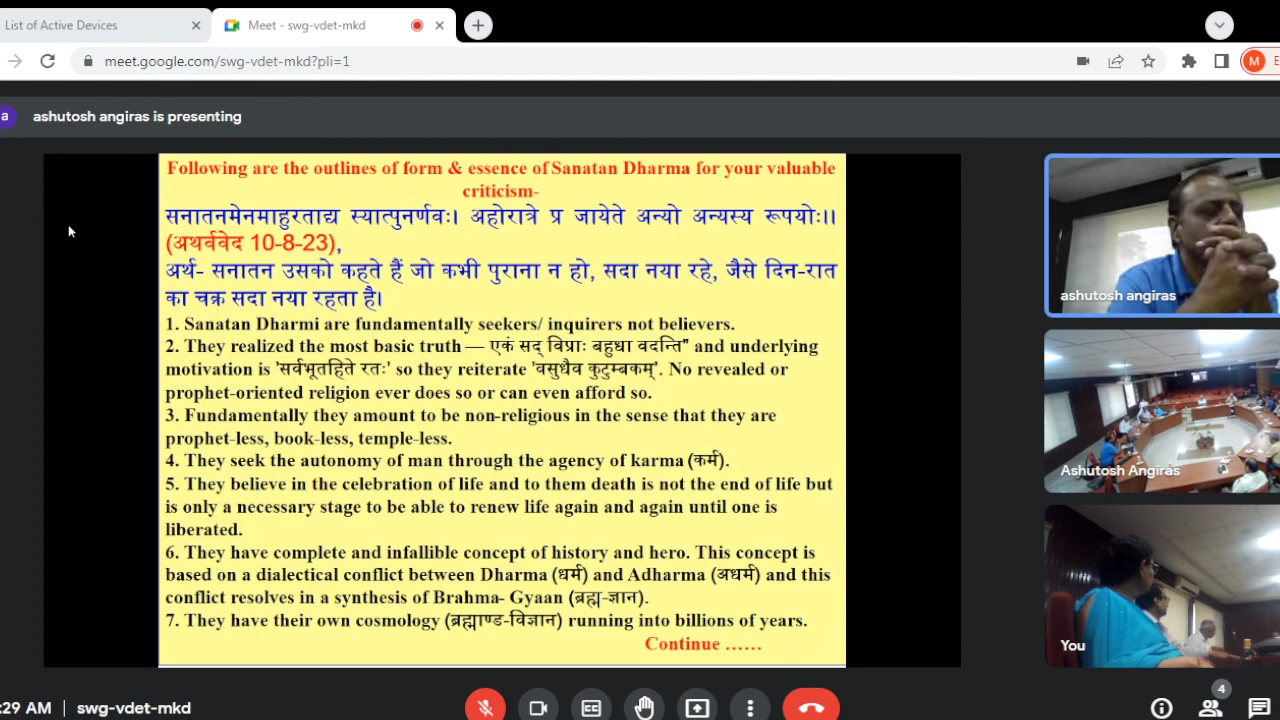 List of Active Devices
Meet - swg-vdet-mkd
meet.google.com/swg-vdet-mkd?pli=1
M
E
a
ashutosh angiras is presenting
Following are the outlines of form & essence of Sanatan Dharma for your valuable
criticism-
सनातनमेनमाहुरताद्य स्यात्पुनर्णवः। अहोरात्रे प्र जायेते अन्यो अन्यस्य रूपयोः।।
(अथर्ववेद 10-8-23),
अर्थ- सनातन उसको कहते हैं जो कभी पुराना न हो, सदा नया रहे, जैसे दिन-रात
का चक्र सदा नया रहता है।
1. Sanatan Dharmi are fundamentally seekers/ inquirers not believers.
2. They realized the most basic truth — एकं सद् विप्राः बहुधा वदन्ति” and underlying
motivation is 'सर्वभूतहिते रतः' so they reiterate 'वसुधैव कुटुम्बकम्'. No revealed or
prophet-oriented religion ever does so or can even afford so.
3. Fundamentally they amount to be non-religious in the sense that they are
prophet-less, book-less, temple-less.
4. They seek the autonomy of man through the agency of karma (कर्म).
5. They believe in the celebration of life and to them death is not the end of life but
is only a necessary stage to be able to renew life again and again until one is
liberated.
6. They have complete and infallible concept of history and hero. This concept is
based on a dialectical conflict between Dharma (धर्म) and Adharma (अधर्म) and this
conflict resolves in a synthesis of Brahma- Gyaan (ब्रह्म-ज्ञान).
7. They have their own cosmology (ब्रह्माण्ड-विज्ञान) running into billions of years.
Continue ……
ashutosh angiras
Ashutosh Angiras
You
:29 AM | swg-vdet-mkd
4